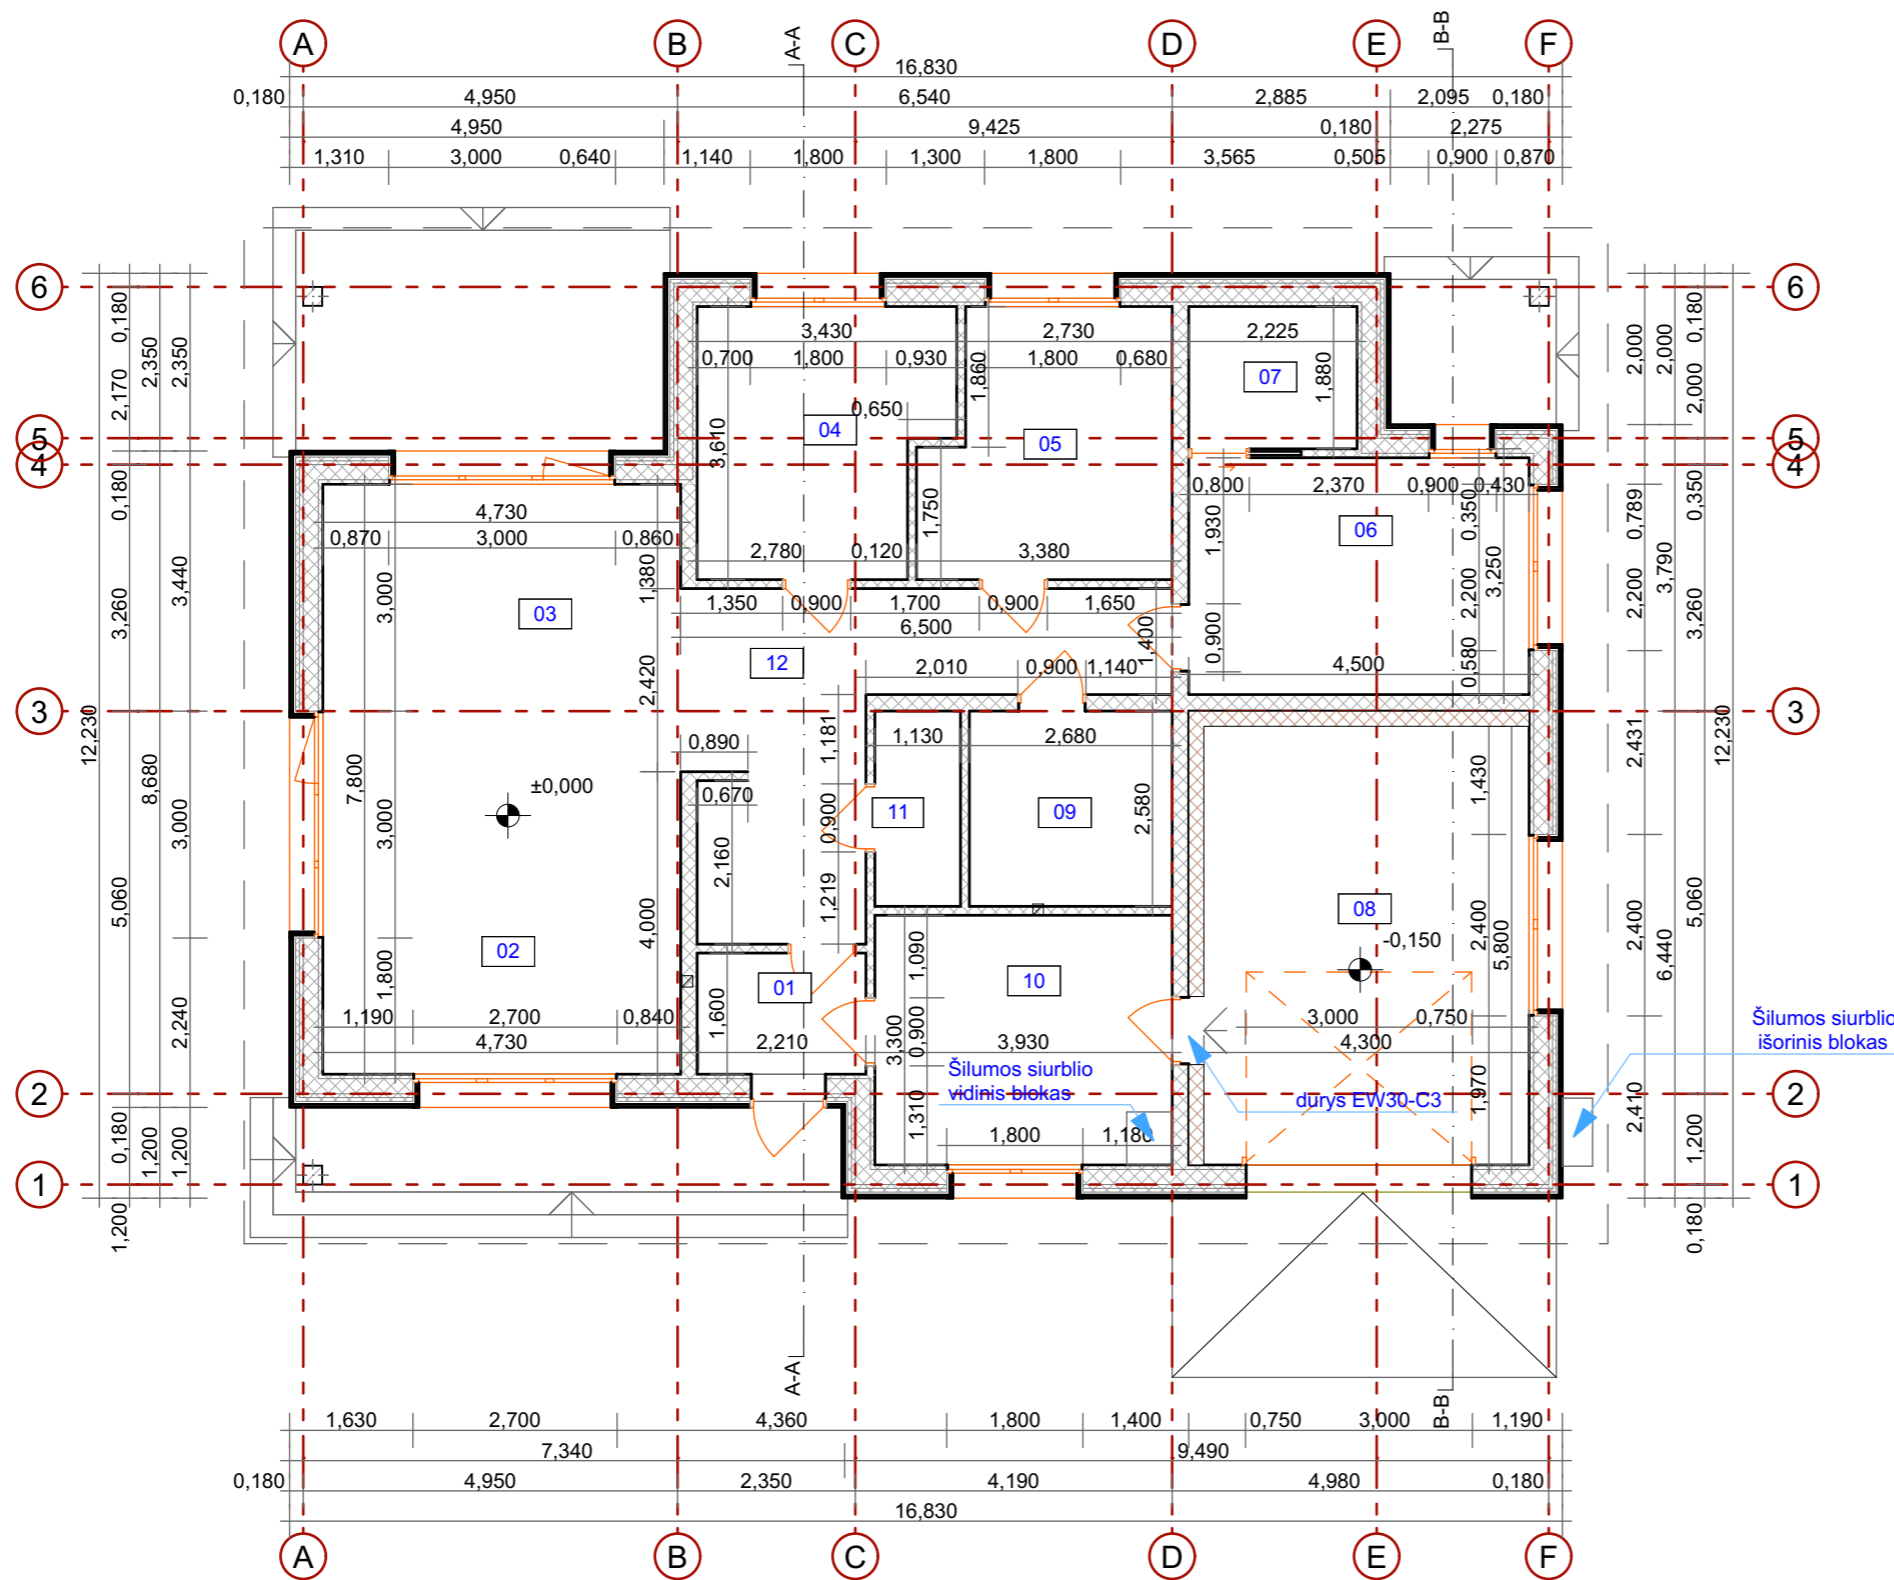 A B C D E F
A-A B-B
16,830
0,180 4,950 6,540 2,885 2,095 0,180
4,950 9,425 0,180 2,275
1,310 3,000 0,640 1,140 1,800 1,300 1,800 3,565 0,505 0,900 0,870
6 6
5 5
4 4
3 3
2 2
1 1
0,180 2,170 0,180 3,260 5,060 0,180 1,200
12,230
2,350 8,680 1,200
2,350 3,440 3,000 2,240 1,200
3,430 2,730 2,225
0,700 1,800 0,930 1,800 0,680
1,860 1,880
07
0,650
04 05
3,610
1,750
2,780 0,120 3,380
0,800 2,370 0,900 0,430
06
1,930 0,350 2,200 3,250 0,580
0,900
4,500
4,730
0,870 3,000 0,860
1,380
3,000
03
1,350 0,900 1,700 0,900 1,650
6,500
1,400
12
2,420
2,010 0,900 1,140
1,181
0,890
1,130 2,680
0,670
±0,000
7,800
3,000
11 09
0,900
2,580
2,160
1,219
4,000
02
1,800
1,190 2,700 0,840
4,730
01
1,600
2,210
1,090
10
0,900
3,300
3,930
1,310
Šilumos siurblio
vidinis blokas
1,800 1,180
08
-0,150
1,430 2,400 5,800 1,970
3,000 0,750
4,300
durys EW30-C3
Šilumos siurblio
išorinis blokas
2,000 0,789 2,200 2,431 2,400 2,410
2,000 3,790 6,440
0,180 2,000 0,350 3,260 5,060 1,200 0,180
12,230
A-A B-B
1,630 2,700 4,360 1,800 1,400 0,750 3,000 1,190
7,340 9,490
0,180 4,950 2,350 4,190 4,980 0,180
16,830
A B C D E F